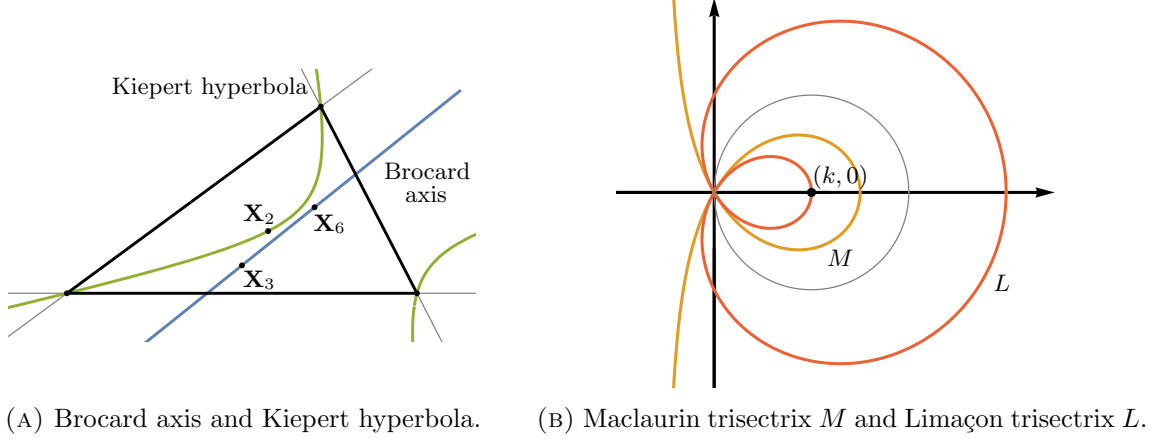 Kiepert hyperbola
Brocard
axis
X₂
X₆
X₃
(k, 0)
M
L
(A) Brocard axis and Kiepert hyperbola.
(B) Maclaurin trisectrix M and Limaçon trisectrix L.